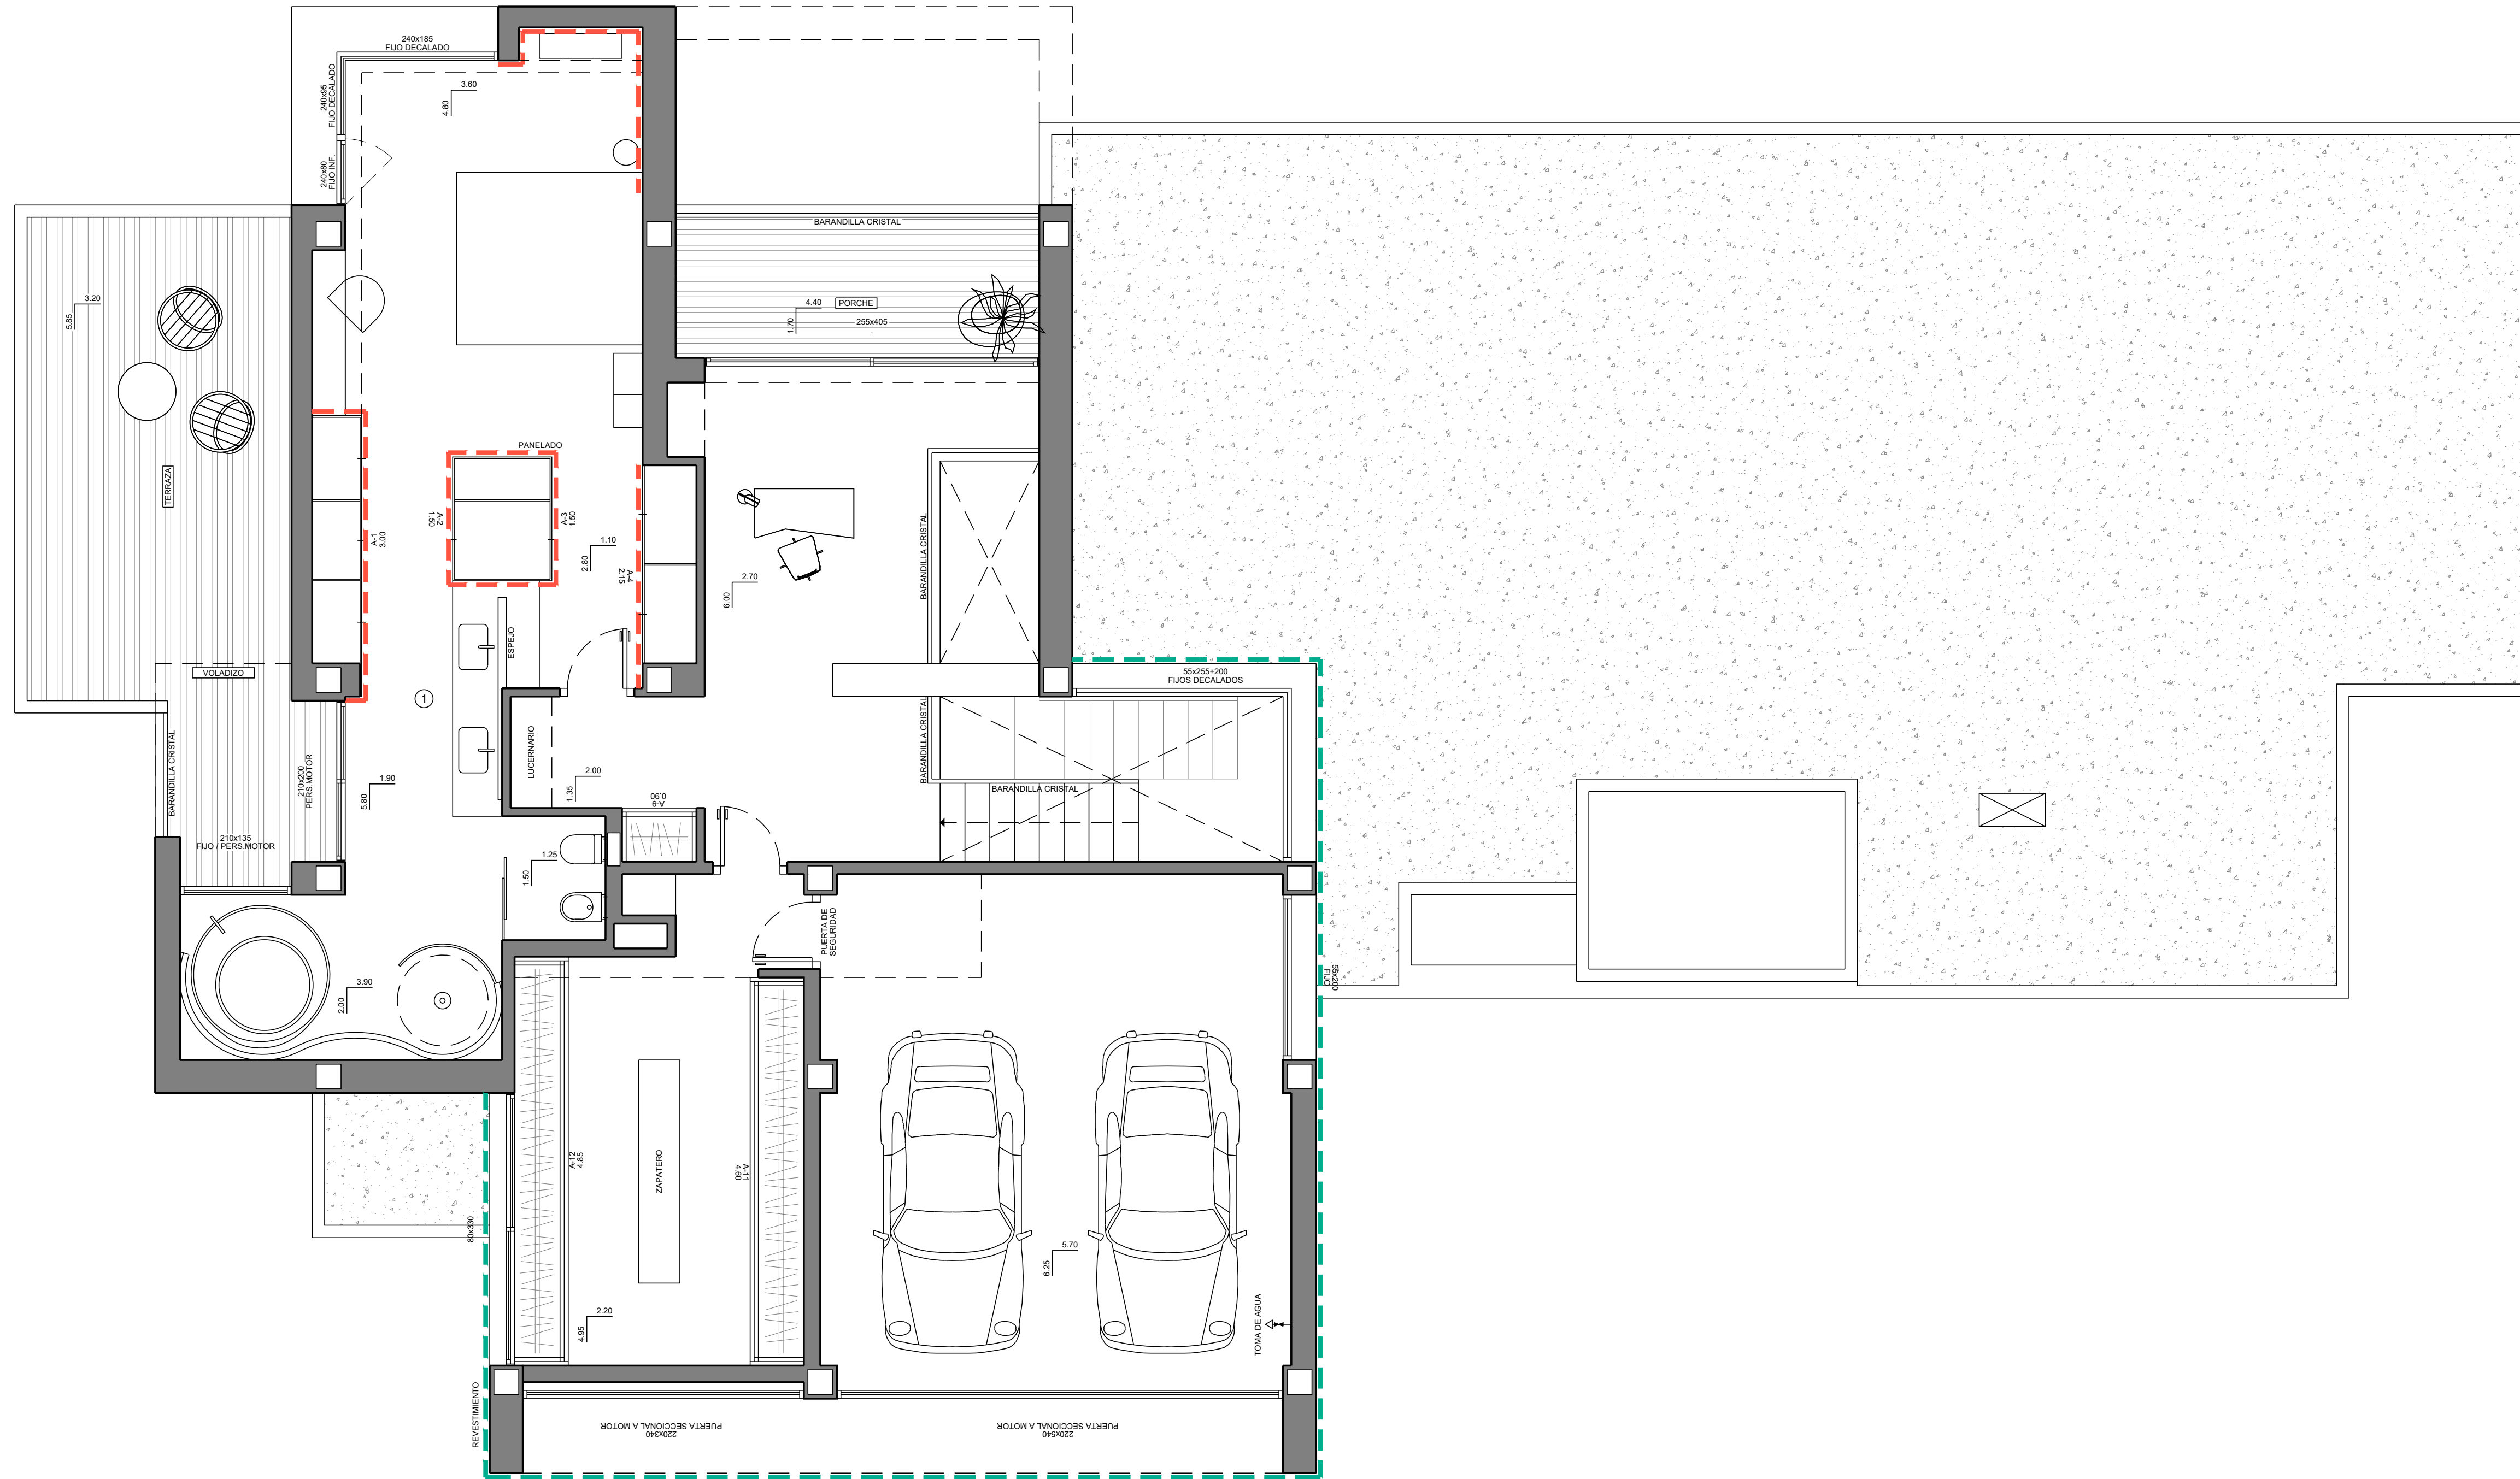 240x185
FIJO DECALADO
240x95
FIJO DECALADO
3.60
4.80
240x80
FIJO INF.
BARANDILLA CRISTAL
3.20
5.85
4.40
PORCHE
1.70
255x405
TERRAZA
PANELADO
A-1
3.00
A-2
1.50
A-3
1.50
1.10
2.80
A-4
2.15
2.70
6.00
BARANDILLA CRISTAL
ESPEJO
VOLADIZO
1
55x255+200
FIJOS DECALADOS
BARANDILLA CRISTAL
210x200
PERS.MOTOR
1.90
5.80
LUCERNARIO
2.00
1.35
A-9
0.90
BARANDILLA CRISTAL
BARANDILLA CRISTAL
210x135
FIJO / PERS.MOTOR
1.25
1.50
PUERTA DE
SEGURIDAD
3.90
2.00
55x200
FIJO
A-12
4.85
ZAPATERO
A-11
4.60
80x330
5.70
6.25
2.20
4.95
TOMA DE AGUA
REVESTIMIENTO
PUERTA SECCIONAL A MOTOR
220x340
PUERTA SECCIONAL A MOTOR
220x540